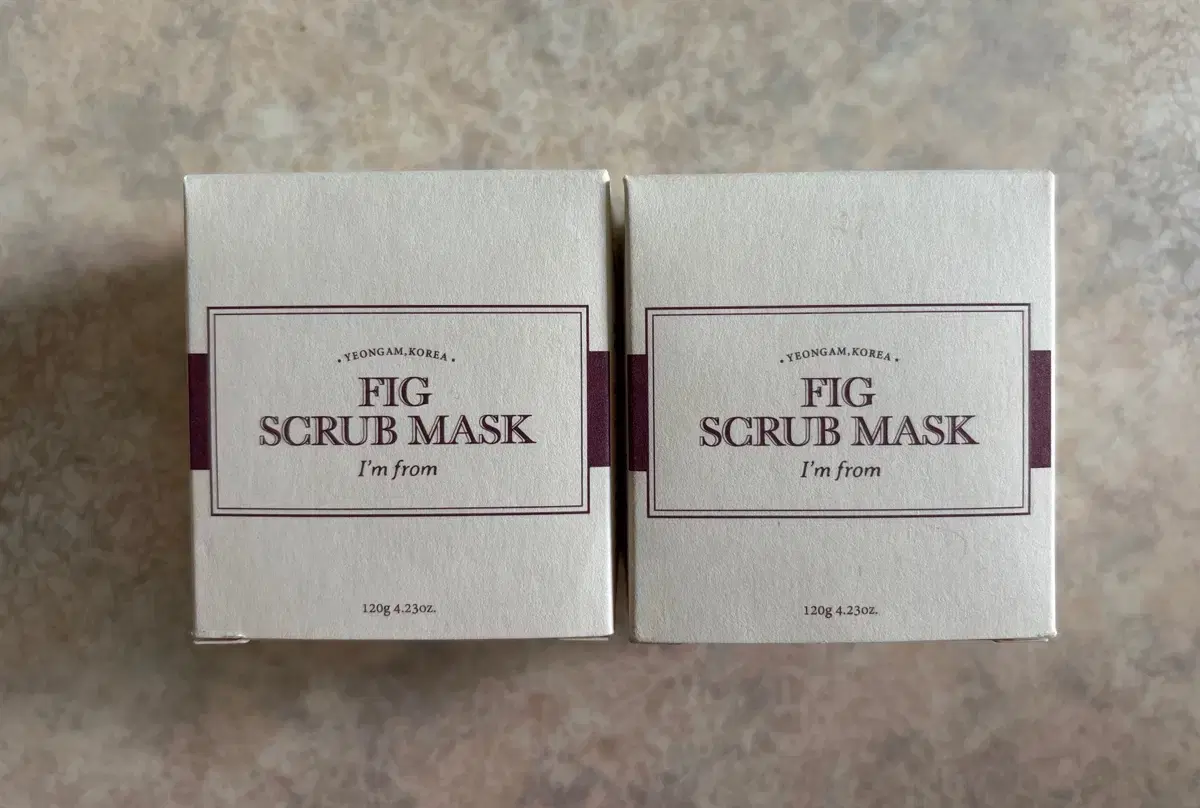 · YEONGAM, KOREA ·
FIG
SCRUB MASK
I'm from
120g 4.23oz.
· YEONGAM, KOREA ·
FIG
SCRUB MASK
I'm from
120g 4.23oz.